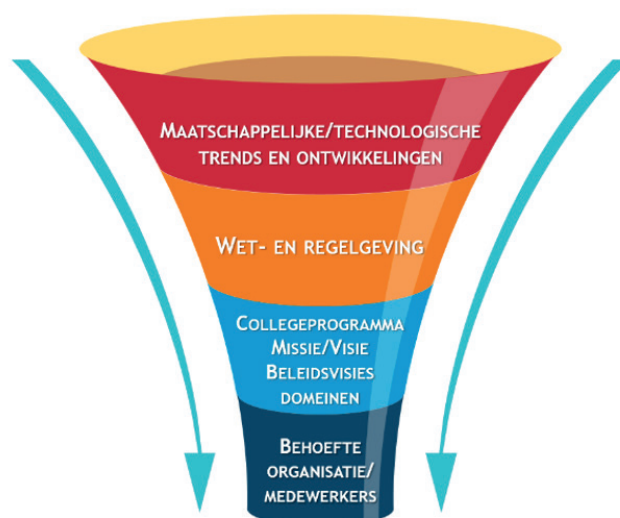 Maatschappelijke/technologische
trends en ontwikkelingen
Wet- en regelgeving
Collegeprogramma
Missie/Visie
Beleidsvisies
domeinen
Behoefte
organisatie/
medewerkers